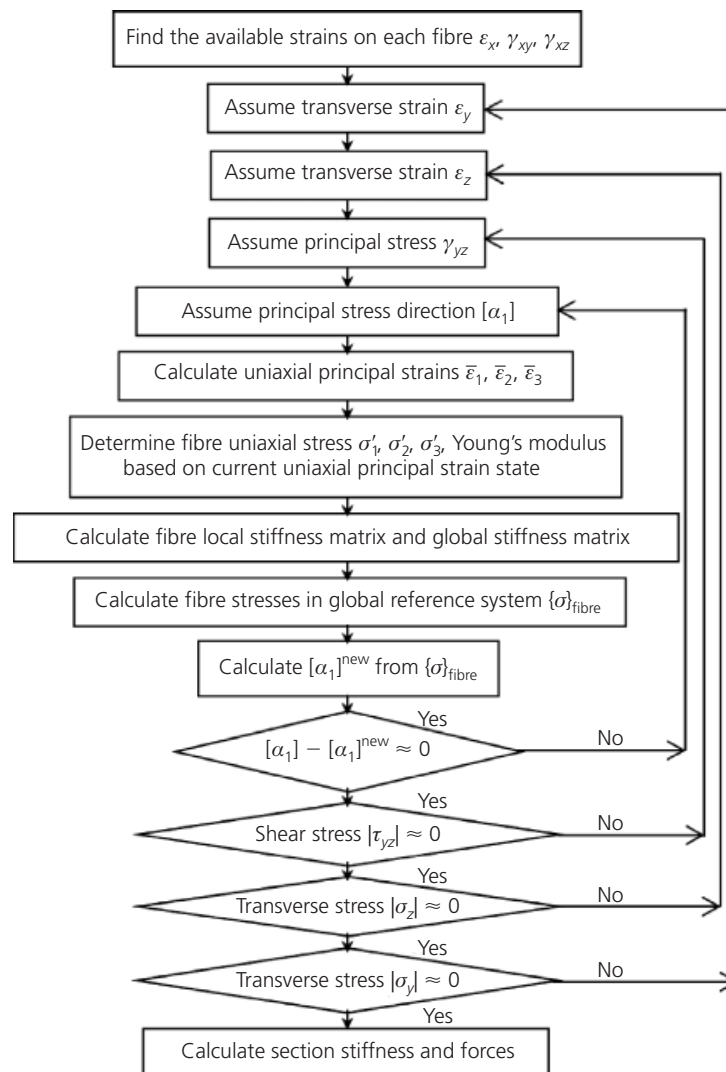 Find the available strains on each fibre εx, γxy, γxz
Assume transverse strain εy
Assume transverse strain εz
Assume principal stress γyz
Assume principal stress direction [α1]
Calculate uniaxial principal strains ε̅1, ε̅2, ε̅3
Determine fibre uniaxial stress σ′1, σ′2, σ′3, Young's modulus
based on current uniaxial principal strain state
Calculate fibre local stiffness matrix and global stiffness matrix
Calculate fibre stresses in global reference system {σ}fibre
Calculate [α1]new from {σ}fibre
Yes
[α1] − [α1]new ≈ 0
No
Yes
Shear stress |τyz| ≈ 0
No
Yes
Transverse stress |σz| ≈ 0
No
Yes
Transverse stress |σy| ≈ 0
No
Yes
Calculate section stiffness and forces